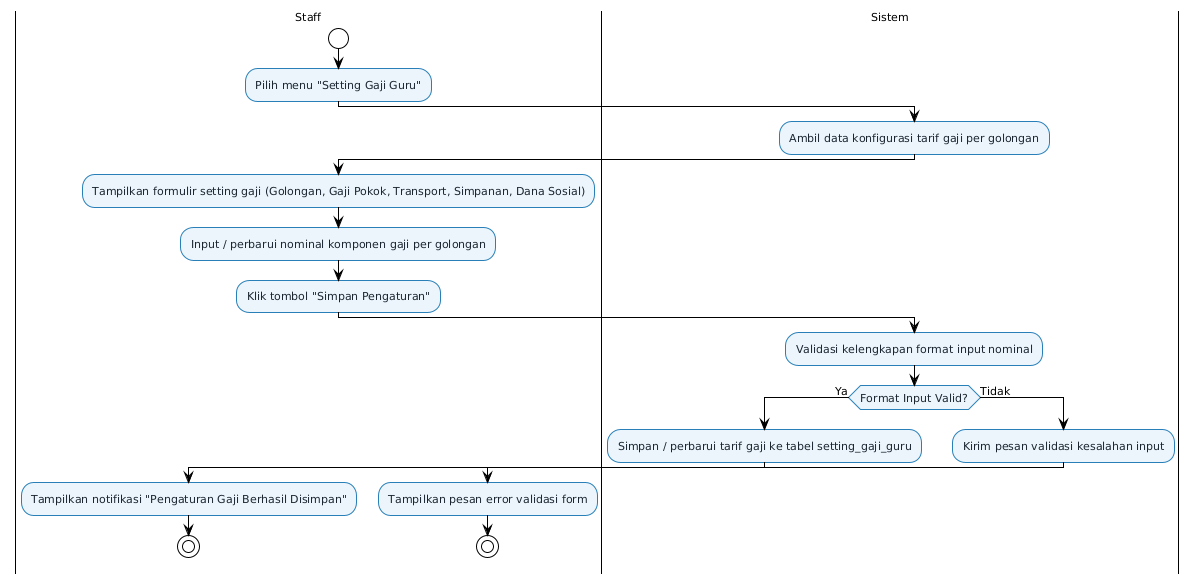 Staff
Sistem
Pilih menu "Setting Gaji Guru"
Ambil data konfigurasi tarif gaji per golongan
Tampilkan formulir setting gaji (Golongan, Gaji Pokok, Transport, Simpanan, Dana Sosial)
Input / perbarui nominal komponen gaji per golongan
Klik tombol "Simpan Pengaturan"
Validasi kelengkapan format input nominal
Ya
Format Input Valid?
Tidak
Simpan / perbarui tarif gaji ke tabel setting_gaji_guru
Kirim pesan validasi kesalahan input
Tampilkan notifikasi "Pengaturan Gaji Berhasil Disimpan"
Tampilkan pesan error validasi form